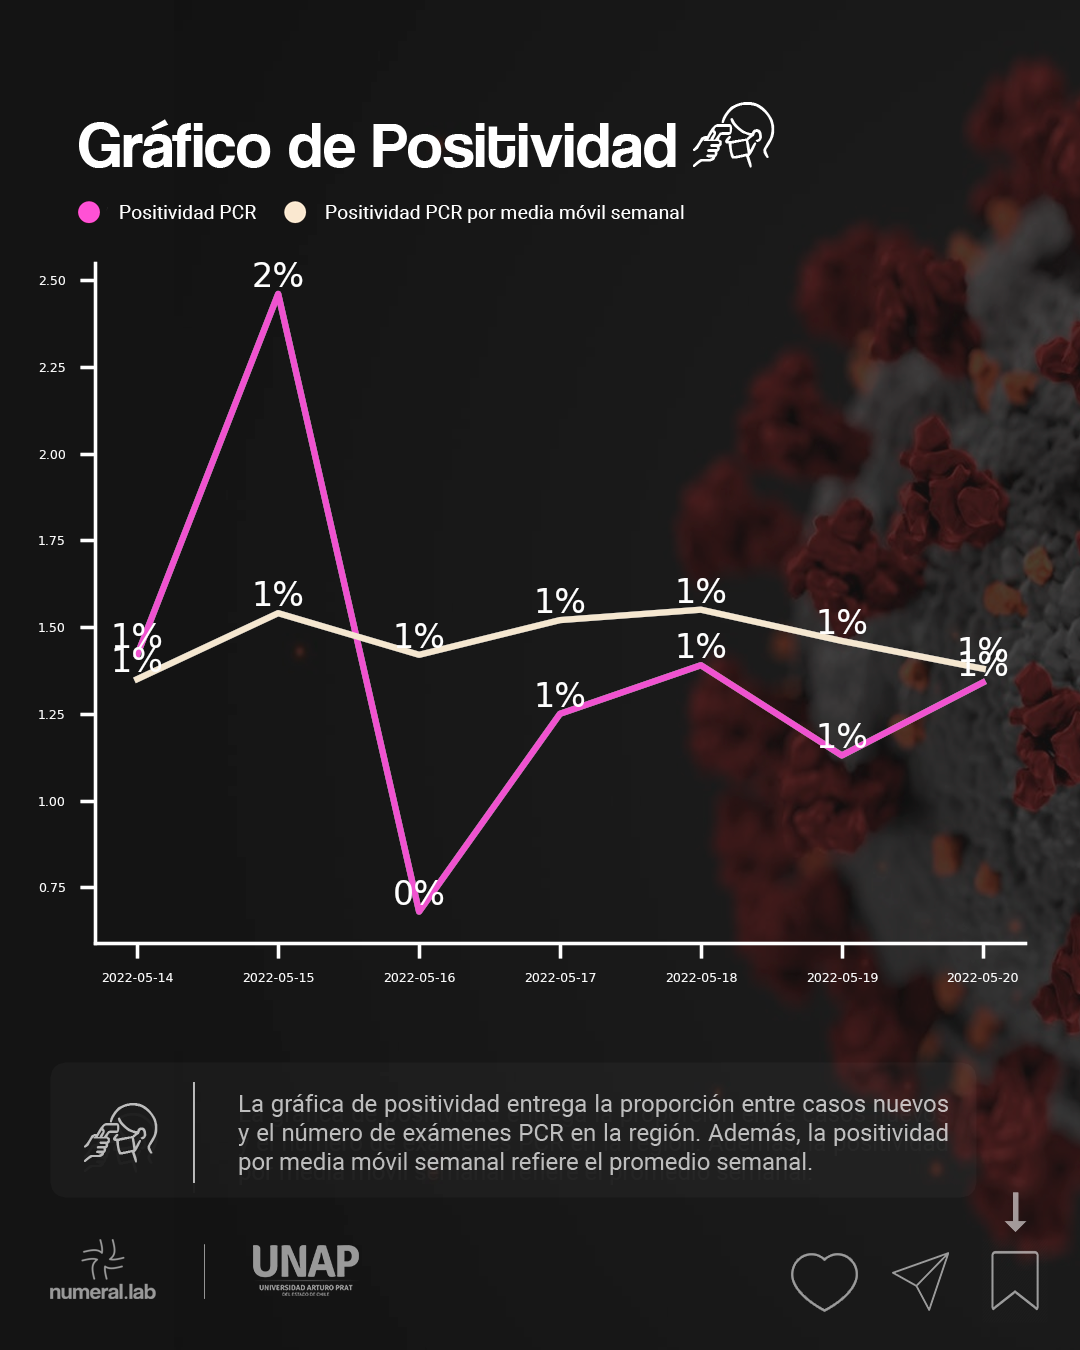 Gráfico de Positividad
Positividad PCR
Positividad PCR por media móvil semanal
2.50
2.25
2.00
1.75
1.50
1.25
1.00
0.75
2%
1%
1%
1%
1%
1%
1%
1%
1%
1%
1%
1%
1%
0%
2022-05-14
2022-05-15
2022-05-16
2022-05-17
2022-05-18
2022-05-19
2022-05-20
La gráfica de positividad entrega la proporción entre casos nuevos
y el número de exámenes PCR en la región. Además, la positividad
por media móvil semanal refiere el promedio semanal.
numeral.lab
UNAP
UNIVERSIDAD ARTURO PRAT
DEL ESTADO DE CHILE